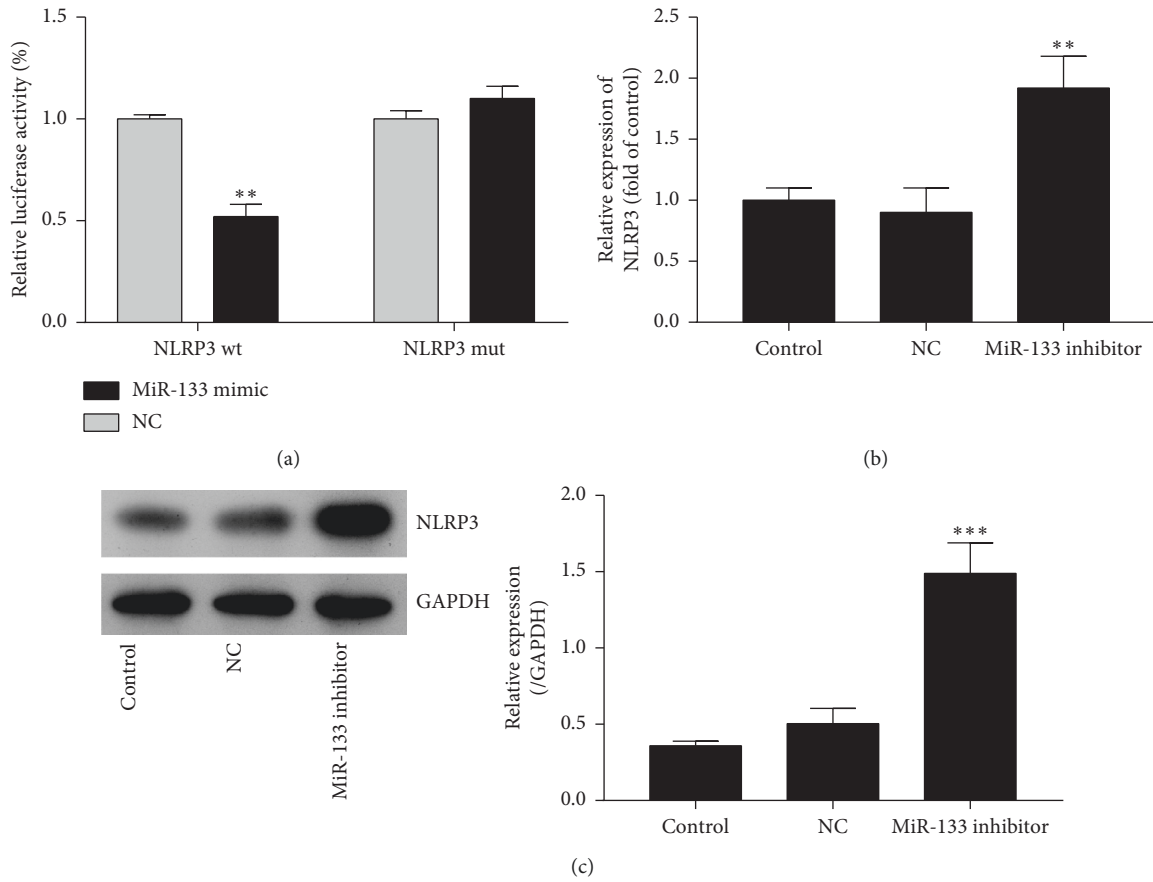 Relative luciferase activity (%)
1.5
1.0
0.5
0.0
**
NLRP3 wt
NLRP3 mut
MiR-133 mimic
NC
(a)
Relative expression of
NLRP3 (fold of control)
2.5
2.0
1.5
1.0
0.5
0.0
**
Control
NC
MiR-133 inhibitor
(b)
NLRP3
GAPDH
Control
NC
MiR-133 inhibitor
Relative expression
(/GAPDH)
2.0
1.5
1.0
0.5
0.0
***
Control
NC
MiR-133 inhibitor
(c)